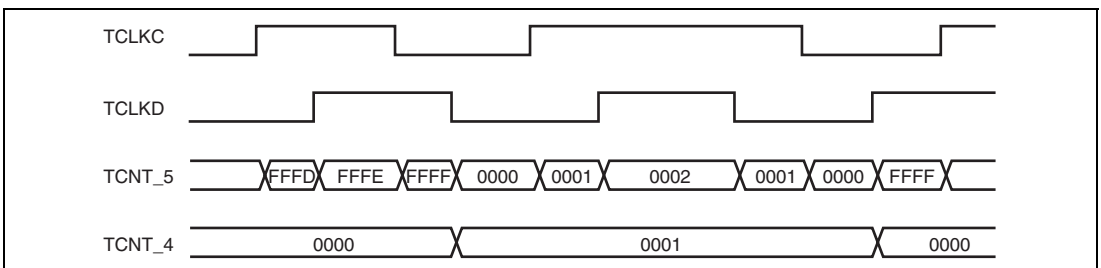 TCLKC
TCLKD
TCNT_5 FFFD FFFE FFFF 0000 0001 0002 0001 0000 FFFF
TCNT_4 0000 0001 0000